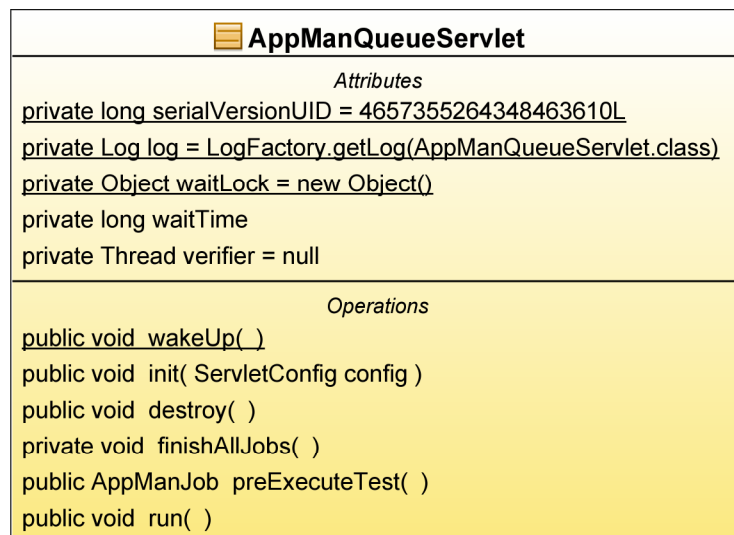 AppManQueueServlet
Attributes
private long serialVersionUID = 4657355264348463610L
private Log log = LogFactory.getLog(AppManQueueServlet.class)
private Object waitLock = new Object()
private long waitTime
private Thread verifier = null
Operations
public void wakeUp( )
public void init( ServletConfig config )
public void destroy( )
private void finishAllJobs( )
public AppManJob preExecuteTest( )
public void run( )